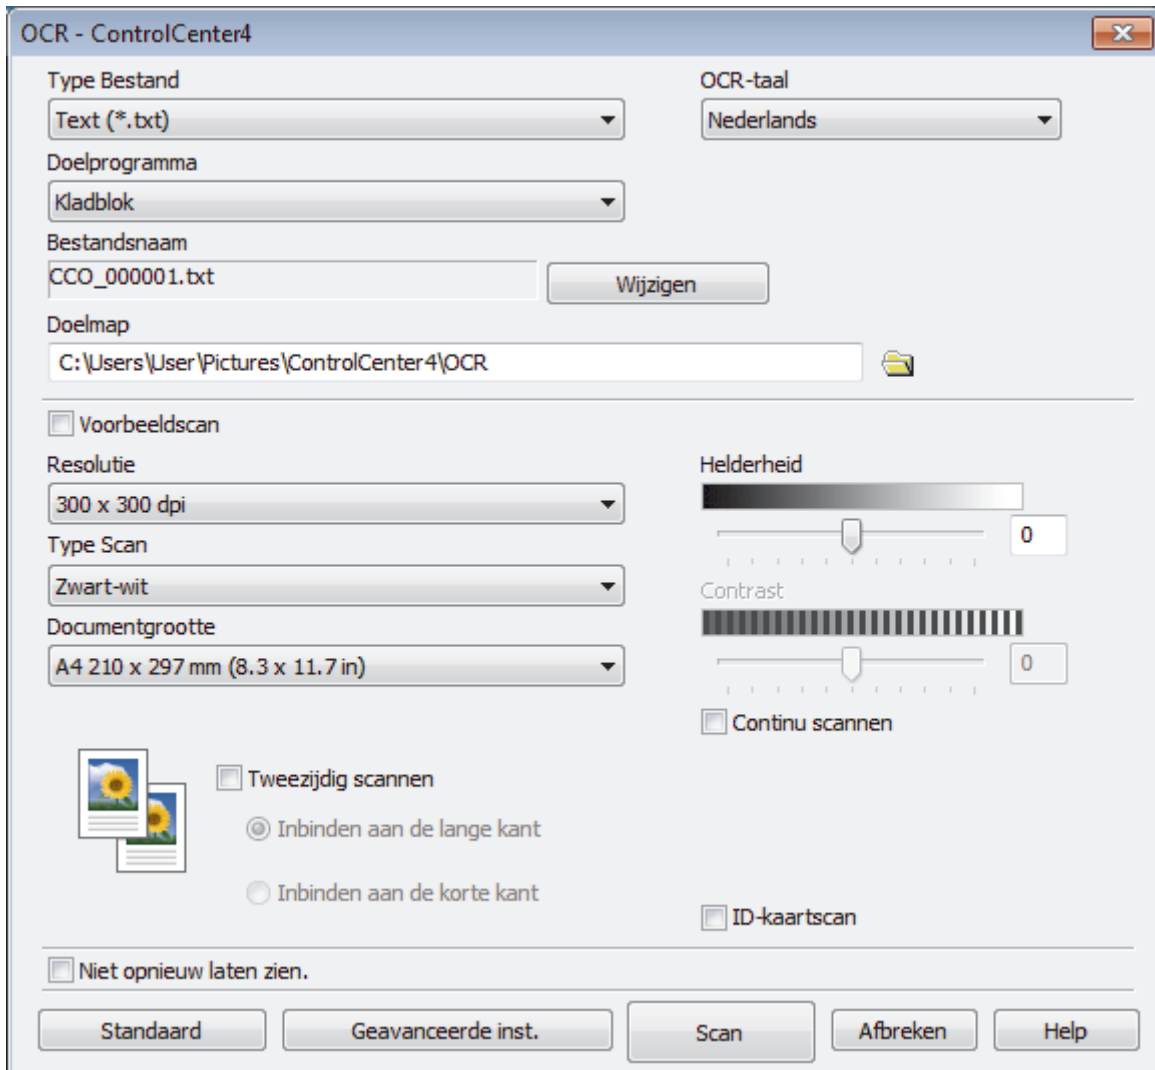 OCR - ControlCenter4
Type Bestand
OCR-taal
Text (*.txt)
Nederlands
Doelprogramma
Kladblok
Bestandsnaam
CCO_000001.txt
Wijzigen
Doelmap
C:\Users\User\Pictures\ControlCenter4\OCR
Voorbeeldscan
Resolutie
Helderheid
300 x 300 dpi
0
Type Scan
Zwart-wit
Contrast
Documentgrootte
A4 210 x 297 mm (8.3 x 11.7 in)
0
Continu scannen
Tweezijdig scannen
Inbinden aan de lange kant
Inbinden aan de korte kant
ID-kaartscan
Niet opnieuw laten zien.
Standaard
Geavanceerde inst.
Scan
Afbreken
Help